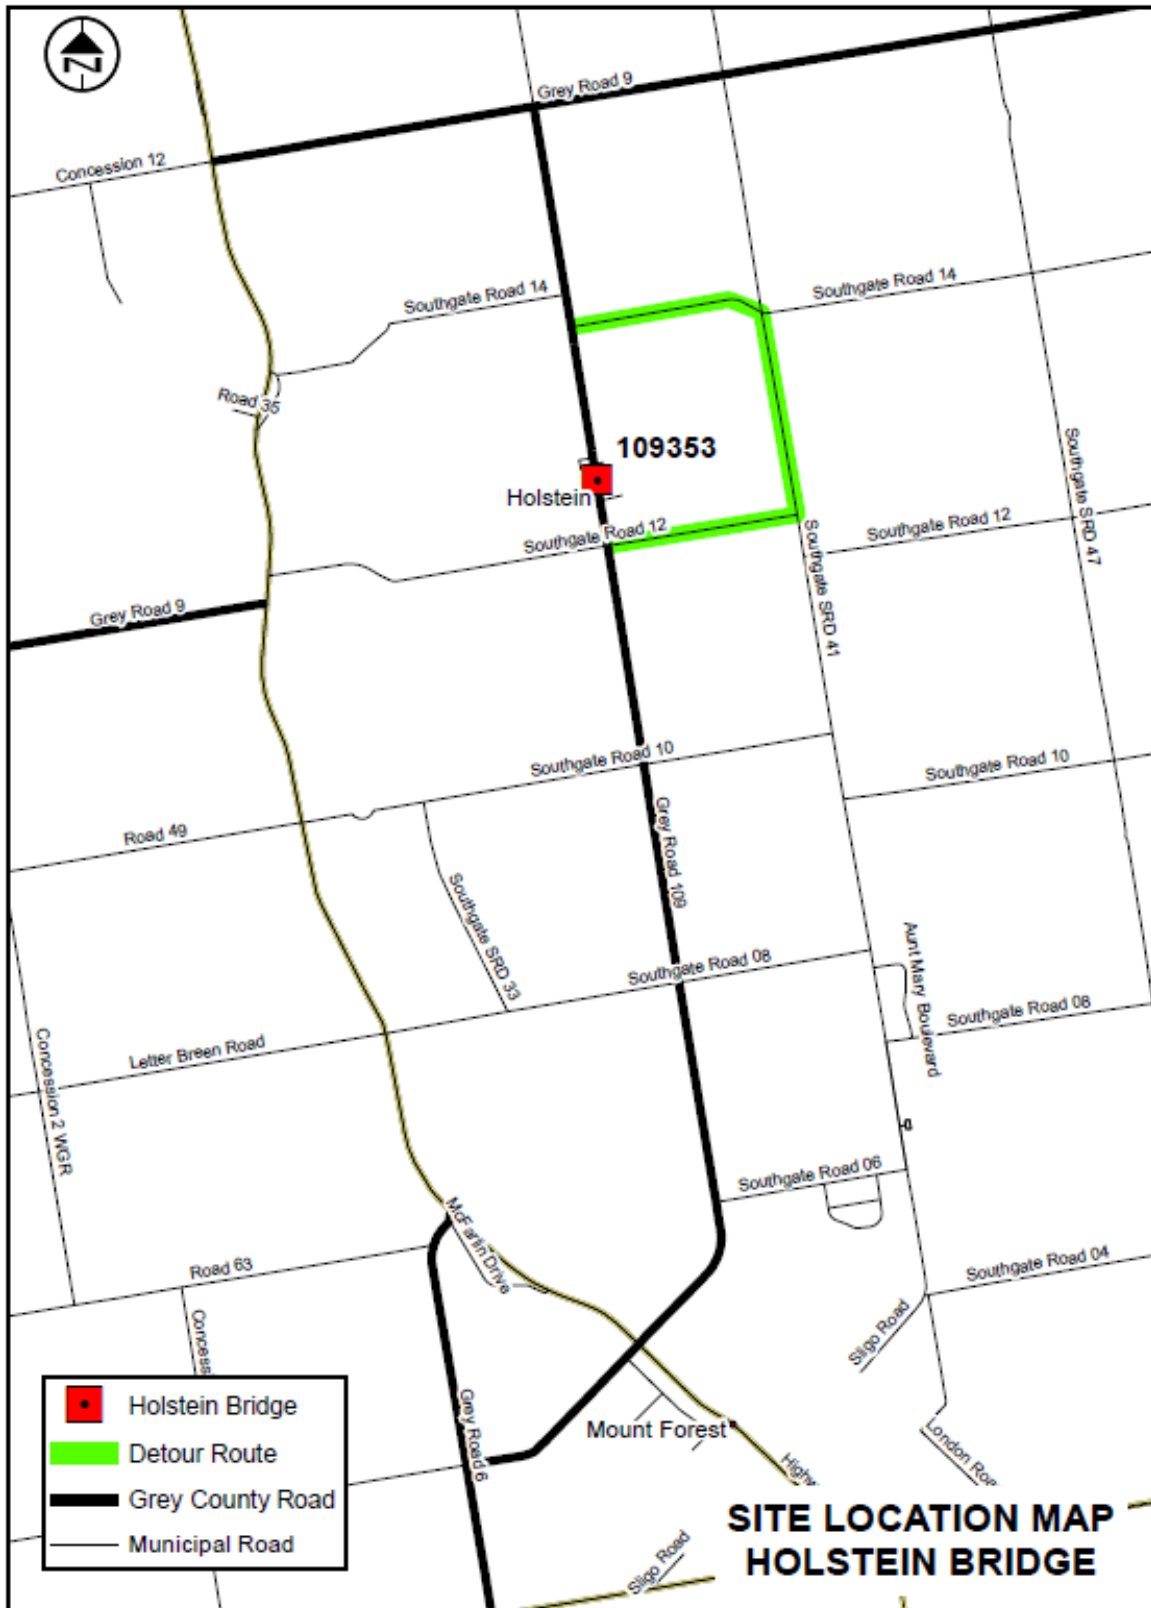 N
Grey Road 9
Concession 12
Southgate Road 14
Southgate Road 14
Road 35
109353
Holstein
Southgate Road 12
Southgate Road 12
Southgate SRD 47
Southgate SRD 41
Grey Road 9
Southgate Road 10
Southgate Road 10
Road 49
Grey Road 109
Southgate SRD 33
Southgate Road 08
Aunt Mary Boulevard
Southgate Road 08
Letter Breen Road
Concession 2 WGR
Southgate Road 06
McFarlin Drive
Road 63
Southgate Road 04
Sligo Road
Grey Road 6
Mount Forest
Sligo Road
Holstein Bridge
Detour Route
Grey County Road
Municipal Road
SITE LOCATION MAP
HOLSTEIN BRIDGE
London